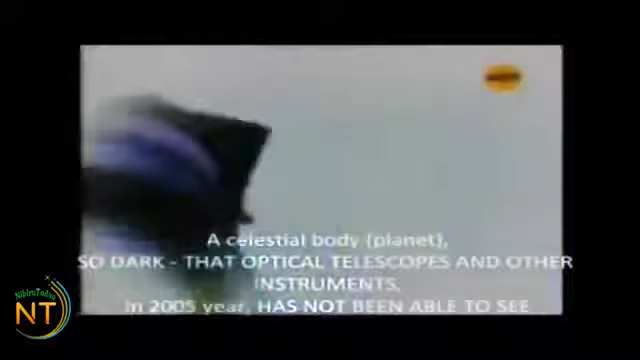 A celestial body (planet),
SO DARK - THAT OPTICAL TELESCOPES AND OTHER
INSTRUMENTS,
in 2005 year, HAS NOT BEEN ABLE TO SEE
NibiruToday
NT